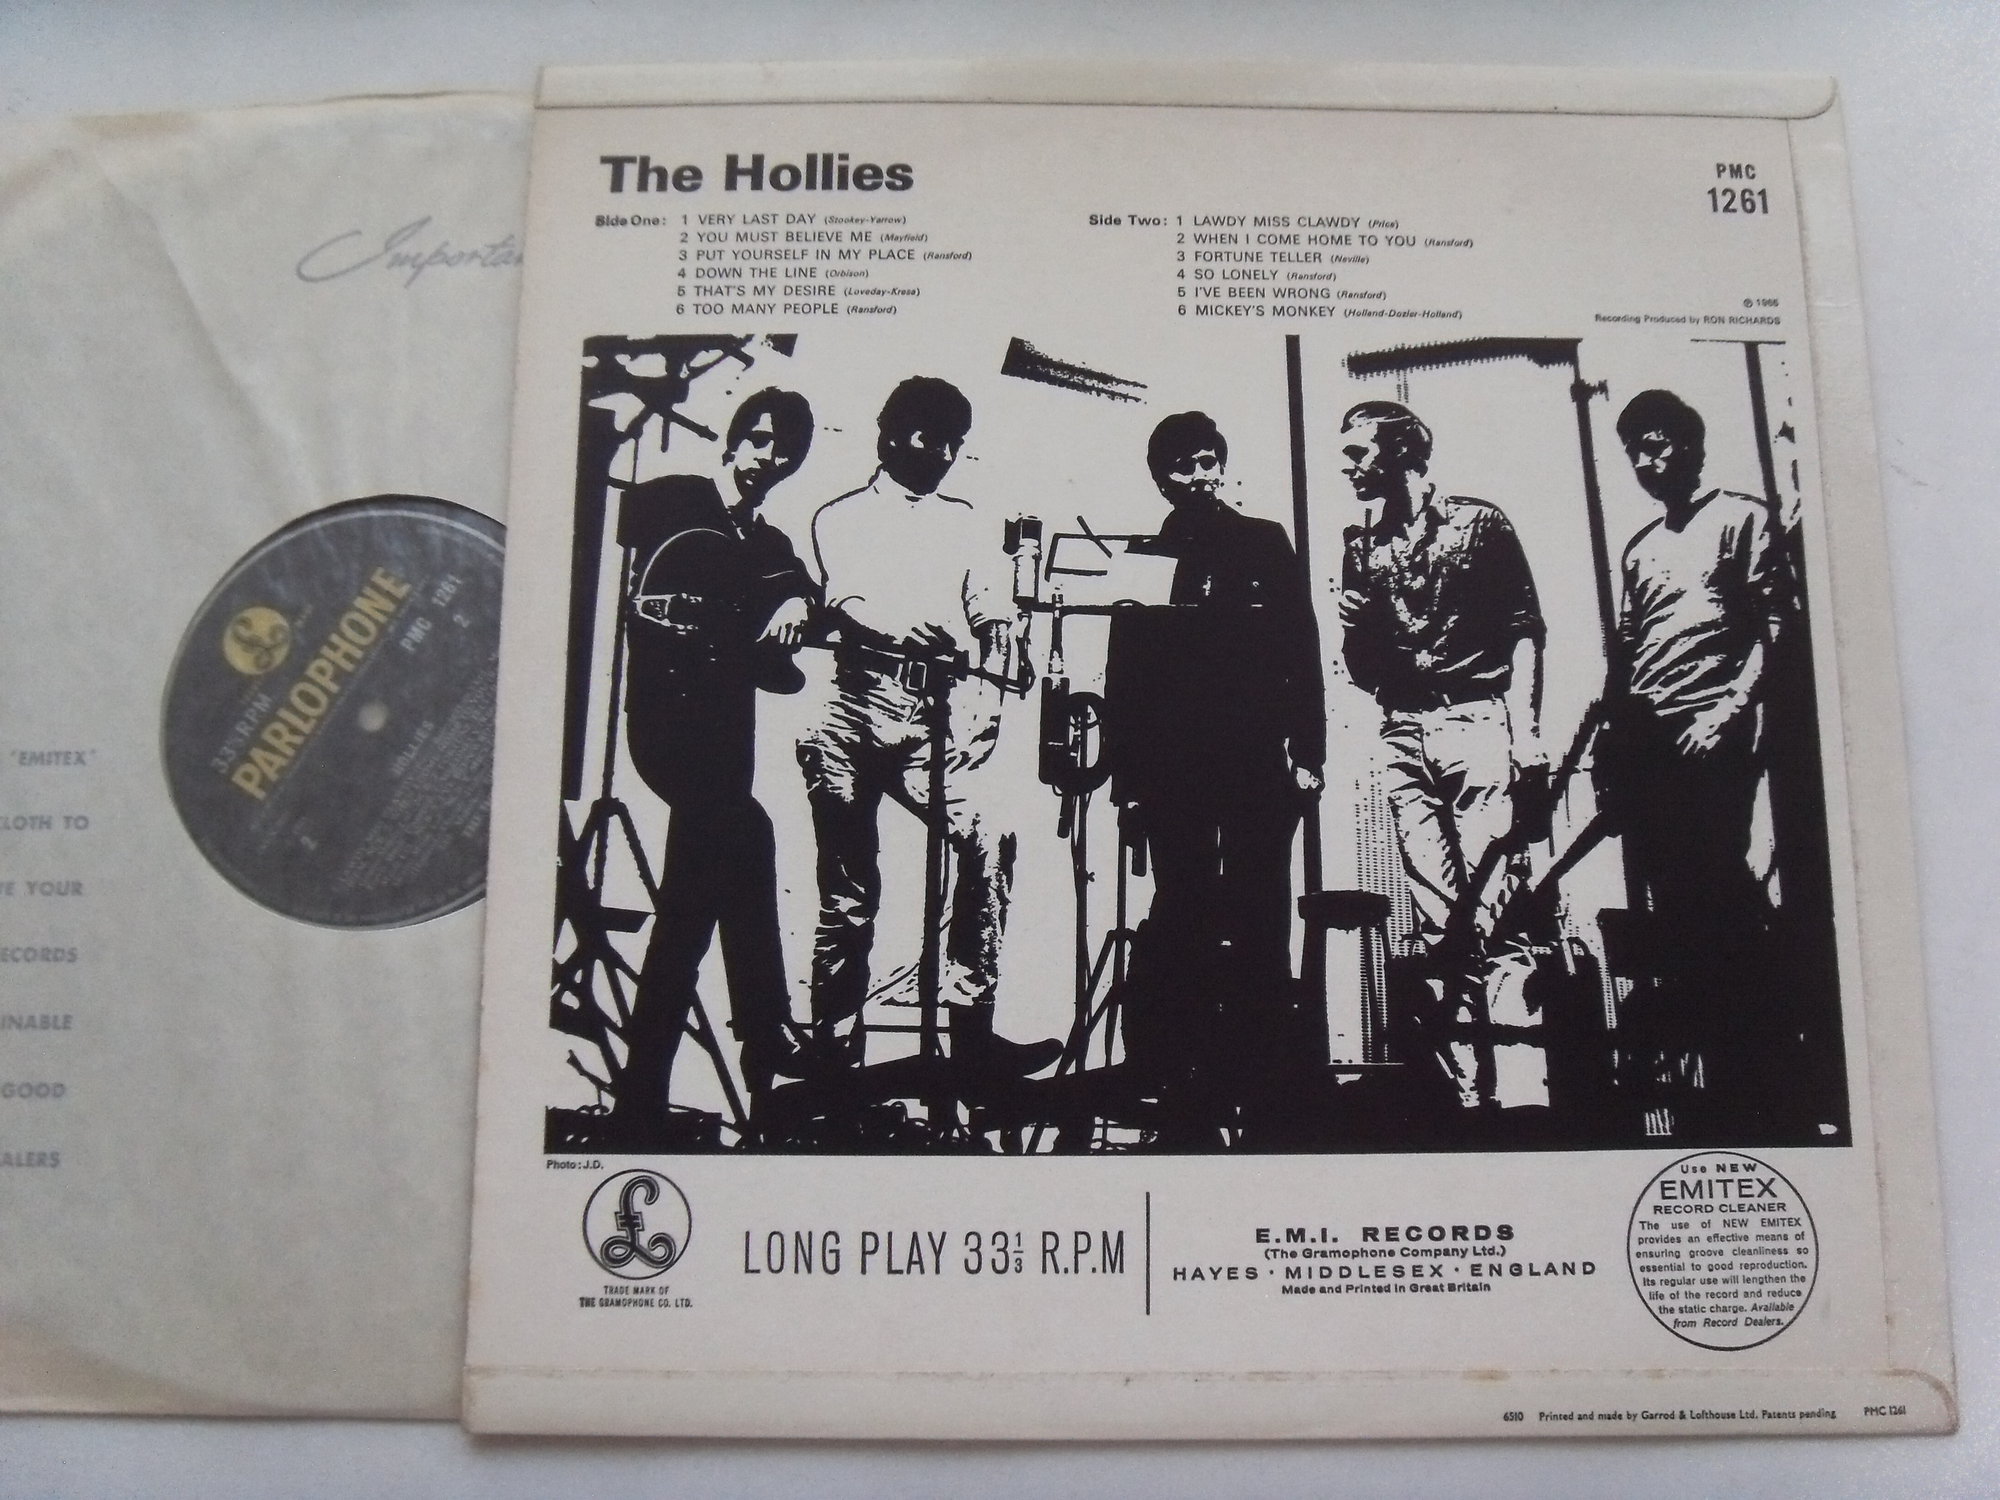 The Hollies
PMC
1261
Side One: 1 VERY LAST DAY (Stookey-Yarrow)
2 YOU MUST BELIEVE ME (Mayfield)
3 PUT YOURSELF IN MY PLACE (Ransford)
4 DOWN THE LINE (Orbison)
5 THAT'S MY DESIRE (Loveday-Kresa)
6 TOO MANY PEOPLE (Ransford)
Side Two: 1 LAWDY MISS CLAWDY (Price)
2 WHEN I COME HOME TO YOU (Ransford)
3 FORTUNE TELLER (Neville)
4 SO LONELY (Ransford)
5 I'VE BEEN WRONG (Ransford)
6 MICKEY'S MONKEY (Holland-Dozier-Holland)
℗ 1965
Recording Produced by RON RICHARDS
Importan
'EMITEX'
CLOTH TO
VE YOUR
ECORDS
INABLE
GOOD
ALERS
33⅓ R.P.M
PARLOPHONE
PMC 1261
2
HOLLIES
2
Photo: J.D.
TRADE MARK OF
THE GRAMOPHONE CO. LTD.
LONG PLAY 33⅓ R.P.M
E.M.I. RECORDS
(The Gramophone Company Ltd.)
HAYES · MIDDLESEX · ENGLAND
Made and Printed in Great Britain
Use NEW
EMITEX
RECORD CLEANER
The use of NEW EMITEX
provides an effective means of
ensuring groove cleanliness so
essential to good reproduction.
Its regular use will lengthen the
life of the record and reduce
the static charge. Available
from Record Dealers.
6510 Printed and made by Garrod & Lofthouse Ltd. Patents pending PMC 1261